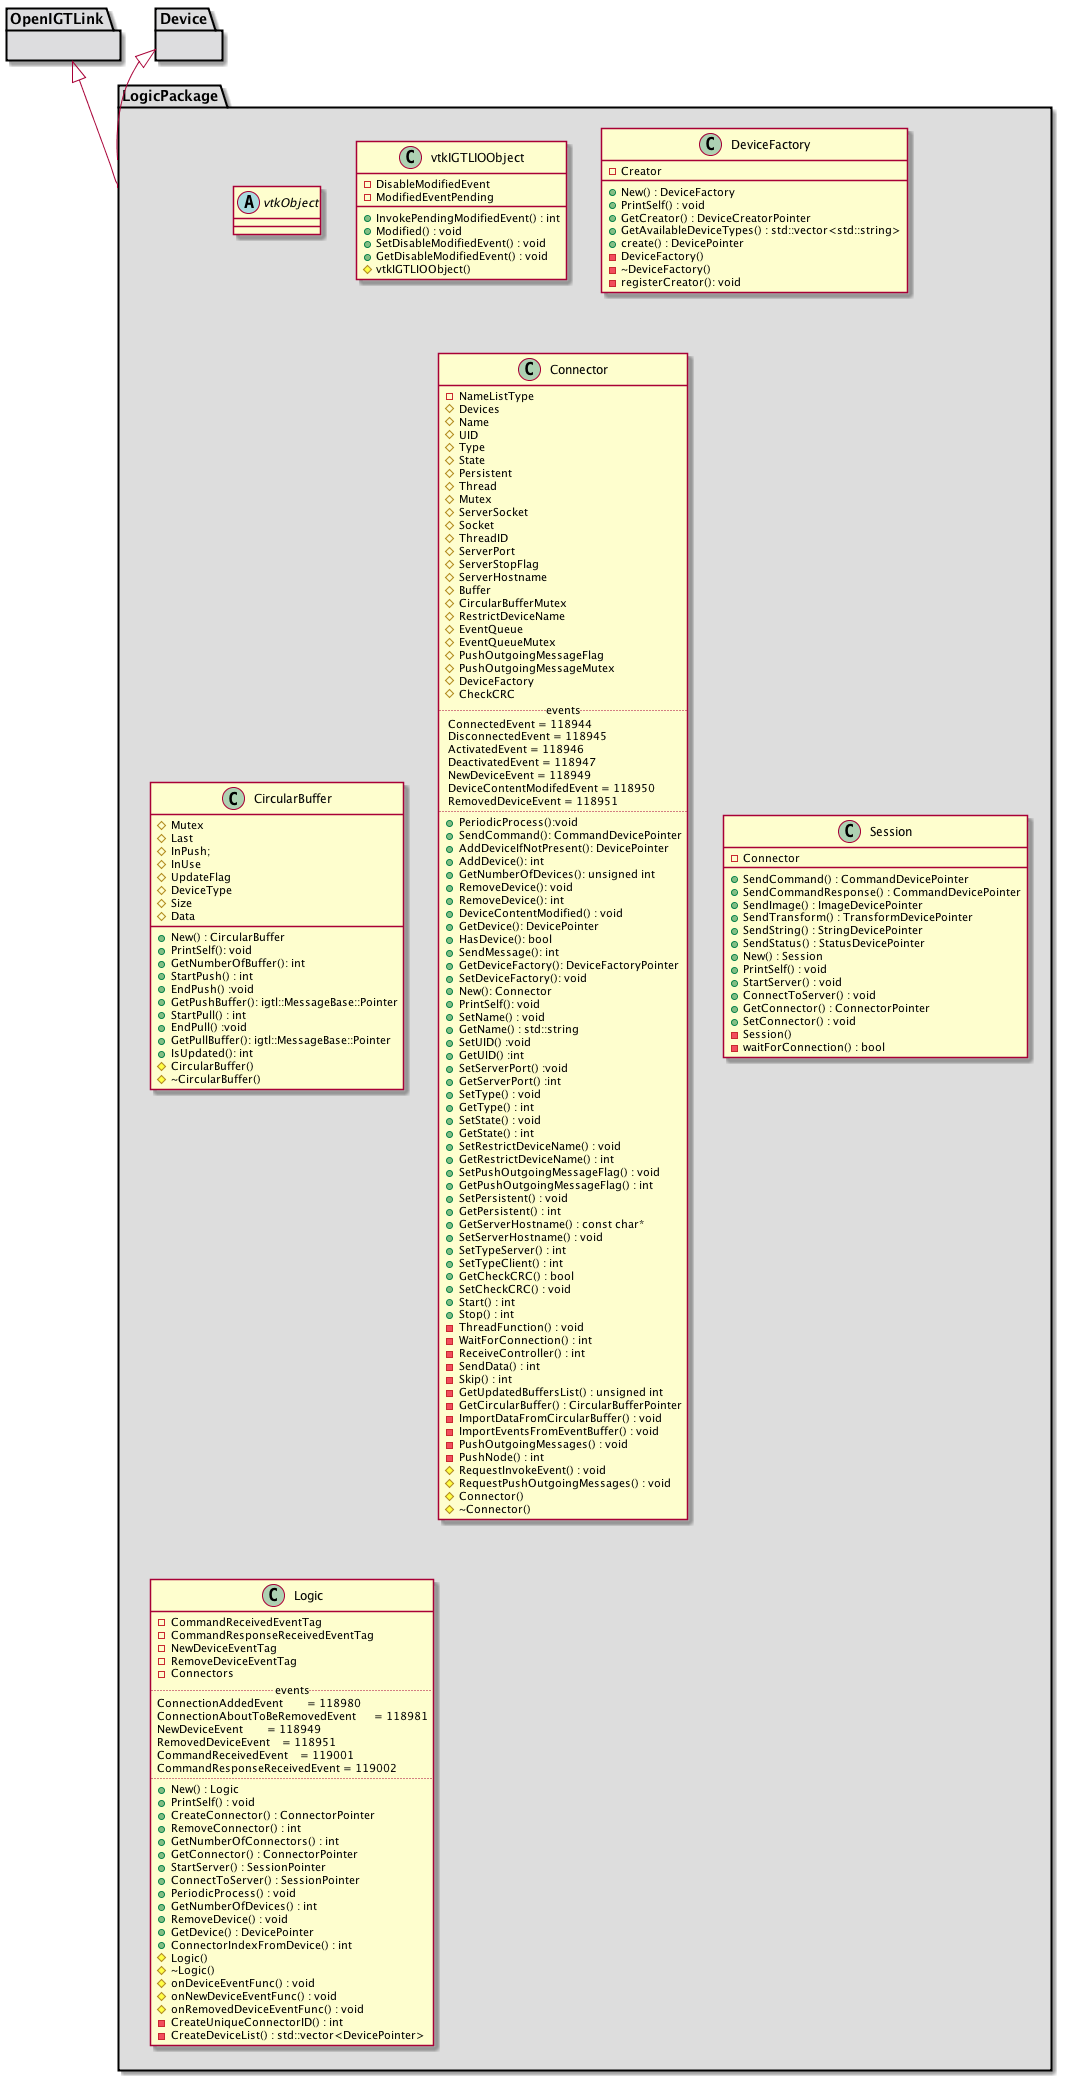 OpenIGTLink
Device
LogicPackage
A vtkObject
C vtkIGTLIOObject
DisableModifiedEvent
ModifiedEventPending
InvokePendingModifiedEvent() : int
Modified() : void
SetDisableModifiedEvent() : void
GetDisableModifiedEvent() : void
vtkIGTLIOObject()
C DeviceFactory
Creator
New() : DeviceFactory
PrintSelf() : void
GetCreator() : DeviceCreatorPointer
GetAvailableDeviceTypes() : std::vector<std::string>
create() : DevicePointer
DeviceFactory()
~DeviceFactory()
registerCreator(): void
C Connector
NameListType
Devices
Name
UID
Type
State
Persistent
Thread
Mutex
ServerSocket
Socket
ThreadID
ServerPort
ServerStopFlag
ServerHostname
Buffer
CircularBufferMutex
RestrictDeviceName
EventQueue
EventQueueMutex
PushOutgoingMessageFlag
PushOutgoingMessageMutex
DeviceFactory
CheckCRC
events
ConnectedEvent = 118944
DisconnectedEvent = 118945
ActivatedEvent = 118946
DeactivatedEvent = 118947
NewDeviceEvent = 118949
DeviceContentModifedEvent = 118950
RemovedDeviceEvent = 118951
PeriodicProcess():void
SendCommand(): CommandDevicePointer
AddDeviceIfNotPresent(): DevicePointer
AddDevice(): int
GetNumberOfDevices(): unsigned int
RemoveDevice(): void
RemoveDevice(): int
DeviceContentModified() : void
GetDevice(): DevicePointer
HasDevice(): bool
SendMessage(): int
GetDeviceFactory(): DeviceFactoryPointer
SetDeviceFactory(): void
New(): Connector
PrintSelf(): void
SetName() : void
GetName() : std::string
SetUID() :void
GetUID() :int
SetServerPort() :void
GetServerPort() :int
SetType() : void
GetType() : int
SetState() : void
GetState() : int
SetRestrictDeviceName() : void
GetRestrictDeviceName() : int
SetPushOutgoingMessageFlag() : void
GetPushOutgoingMessageFlag() : int
SetPersistent() : void
GetPersistent() : int
GetServerHostname() : const char*
SetServerHostname() : void
SetTypeServer() : int
SetTypeClient() : int
GetCheckCRC() : bool
SetCheckCRC() : void
Start() : int
Stop() : int
ThreadFunction() : void
WaitForConnection() : int
ReceiveController() : int
SendData() : int
Skip() : int
GetUpdatedBuffersList() : unsigned int
GetCircularBuffer() : CircularBufferPointer
ImportDataFromCircularBuffer() : void
ImportEventsFromEventBuffer() : void
PushOutgoingMessages() : void
PushNode() : int
RequestInvokeEvent() : void
RequestPushOutgoingMessages() : void
Connector()
~Connector()
C CircularBuffer
Mutex
Last
InPush;
InUse
UpdateFlag
DeviceType
Size
Data
New() : CircularBuffer
PrintSelf(): void
GetNumberOfBuffer(): int
StartPush() : int
EndPush() :void
GetPushBuffer(): igtl::MessageBase::Pointer
StartPull() : int
EndPull() :void
GetPullBuffer(): igtl::MessageBase::Pointer
IsUpdated(): int
CircularBuffer()
~CircularBuffer()
C Session
Connector
SendCommand() : CommandDevicePointer
SendCommandResponse() : CommandDevicePointer
SendImage() : ImageDevicePointer
SendTransform() : TransformDevicePointer
SendString() : StringDevicePointer
SendStatus() : StatusDevicePointer
New() : Session
PrintSelf() : void
StartServer() : void
ConnectToServer() : void
GetConnector() : ConnectorPointer
SetConnector() : void
Session()
waitForConnection() : bool
C Logic
CommandReceivedEventTag
CommandResponseReceivedEventTag
NewDeviceEventTag
RemoveDeviceEventTag
Connectors
events
ConnectionAddedEvent = 118980
ConnectionAboutToBeRemovedEvent = 118981
NewDeviceEvent = 118949
RemovedDeviceEvent = 118951
CommandReceivedEvent = 119001
CommandResponseReceivedEvent = 119002
New() : Logic
PrintSelf() : void
CreateConnector() : ConnectorPointer
RemoveConnector() : int
GetNumberOfConnectors() : int
GetConnector() : ConnectorPointer
StartServer() : SessionPointer
ConnectToServer() : SessionPointer
PeriodicProcess() : void
GetNumberOfDevices() : int
RemoveDevice() : void
GetDevice() : DevicePointer
ConnectorIndexFromDevice() : int
Logic()
~Logic()
onDeviceEventFunc() : void
onNewDeviceEventFunc() : void
onRemovedDeviceEventFunc() : void
CreateUniqueConnectorID() : int
CreateDeviceList() : std::vector<DevicePointer>